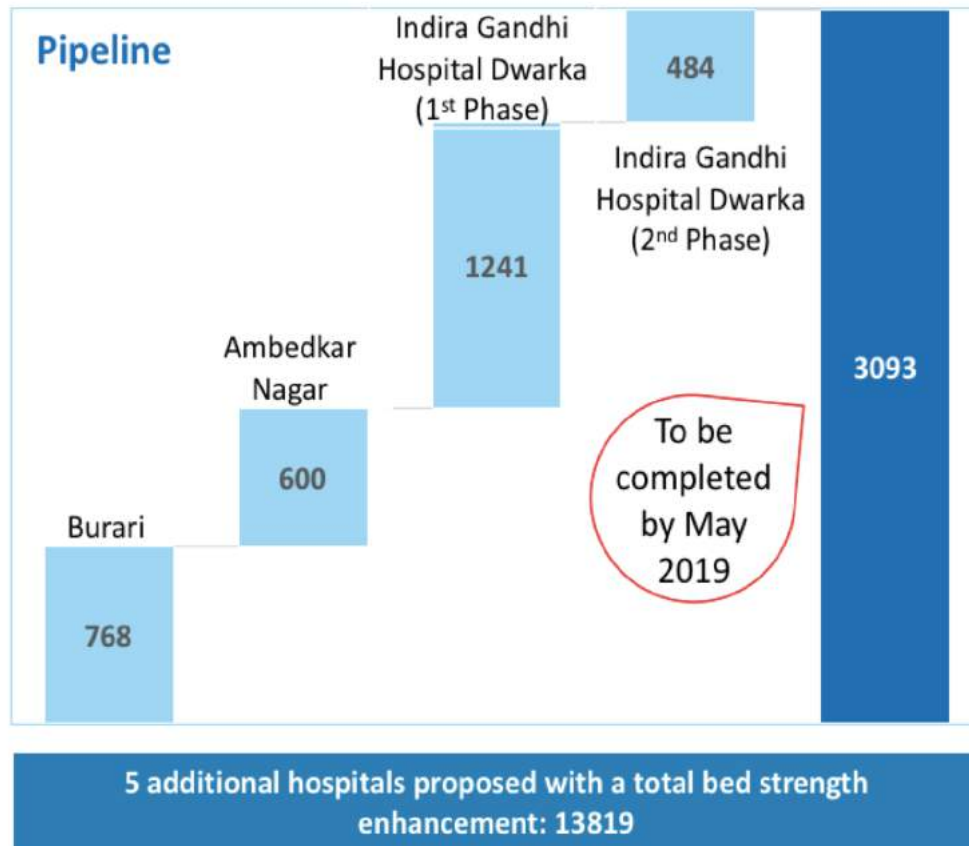 Pipeline
Indira Gandhi
Hospital Dwarka
(1st Phase)
484
Indira Gandhi
Hospital Dwarka
(2nd Phase)
1241
Ambedkar
Nagar
3093
To be
completed
by May
2019
600
Burari
768
5 additional hospitals proposed with a total bed strength
enhancement: 13819